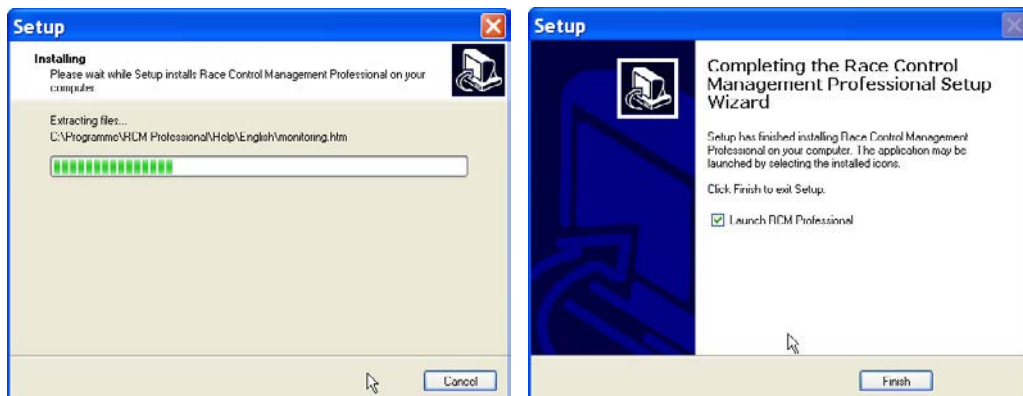 Setup
Installing
Please wait while Setup installs Race Control Management Professional on your
computer.
Extracting files...
C:\Programme\RCM Professional\Help\English\monitoring.htm
Cancel
Setup
Completing the Race Control
Management Professional Setup
Wizard
Setup has finished installing Race Control Management
Professional on your computer. The application may be
launched by selecting the installed icons.
Click Finish to exit Setup.
Launch RCM Professional
Finish